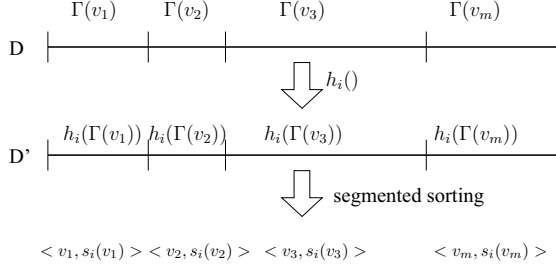 Γ(v₁) Γ(v₂) Γ(v₃) Γ(vₘ)
D
hᵢ()
hᵢ(Γ(v₁)) hᵢ(Γ(v₂)) hᵢ(Γ(v₃)) hᵢ(Γ(vₘ))
D'
segmented sorting
< v₁, sᵢ(v₁) > < v₂, sᵢ(v₂) > < v₃, sᵢ(v₃) > < vₘ, sᵢ(vₘ) >